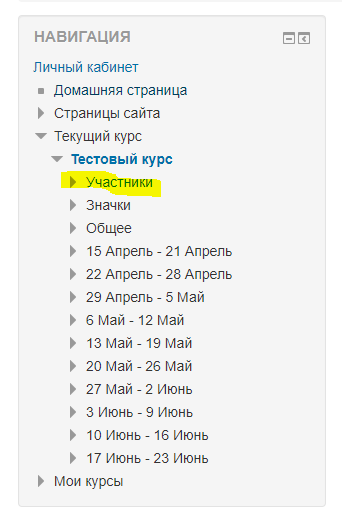 НАВИГАЦИЯ
Личный кабинет
Домашняя страница
Страницы сайта
Текущий курс
Тестовый курс
Участники
Значки
Общее
15 Апрель - 21 Апрель
22 Апрель - 28 Апрель
29 Апрель - 5 Май
6 Май - 12 Май
13 Май - 19 Май
20 Май - 26 Май
27 Май - 2 Июнь
3 Июнь - 9 Июнь
10 Июнь - 16 Июнь
17 Июнь - 23 Июнь
Мои курсы